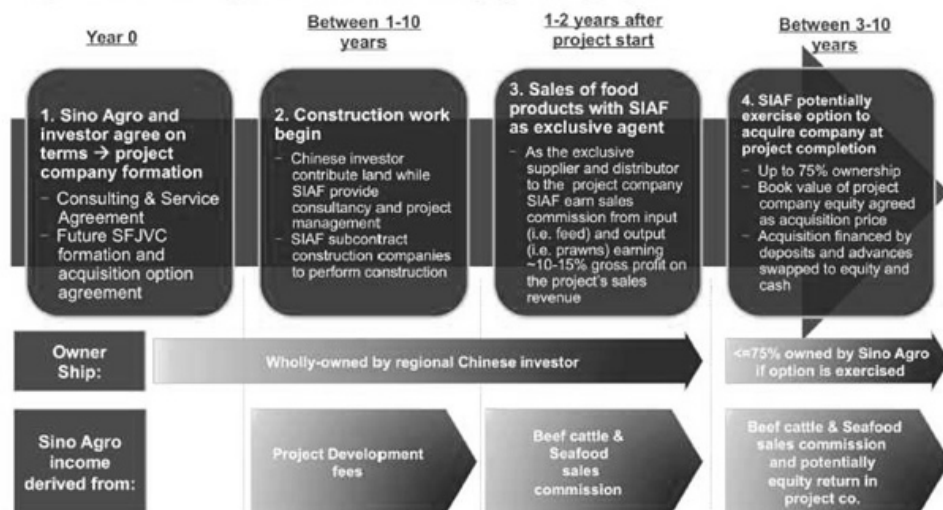 Year 0
Between 1-10
years
1-2 years after
project start
Between 3-10
years
1. Sino Agro and
investor agree on
terms → project
company formation
– Consulting & Service
Agreement
– Future SFJVC
formation and
acquisition option
agreement
2. Construction work
begin
– Chinese investor
contribute land while
SIAF provide
consultancy and project
management
– SIAF subcontract
construction companies
to perform construction
3. Sales of food
products with SIAF
as exclusive agent
– As the exclusive
supplier and distributor
to the project company
SIAF earn sales
commission from input
(i.e. feed) and output
(i.e. prawns) earning
~10-15% gross profit on
the project's sales
revenue
4. SIAF potentially
exercise option to
acquire company at
project completion
– Up to 75% ownership
– Book value of project
company equity agreed
as acquisition price
– Acquisition financed by
deposits and advances
swapped to equity and
cash
Owner
Ship:
Wholly-owned by regional Chinese investor
<=75% owned by Sino Agro
if option is exercised
Sino Agro
income
derived from:
Project Development
fees
Beef cattle &
Seafood
sales
commission
Beef cattle & Seafood
sales commission
and potentially
equity return in
project co.